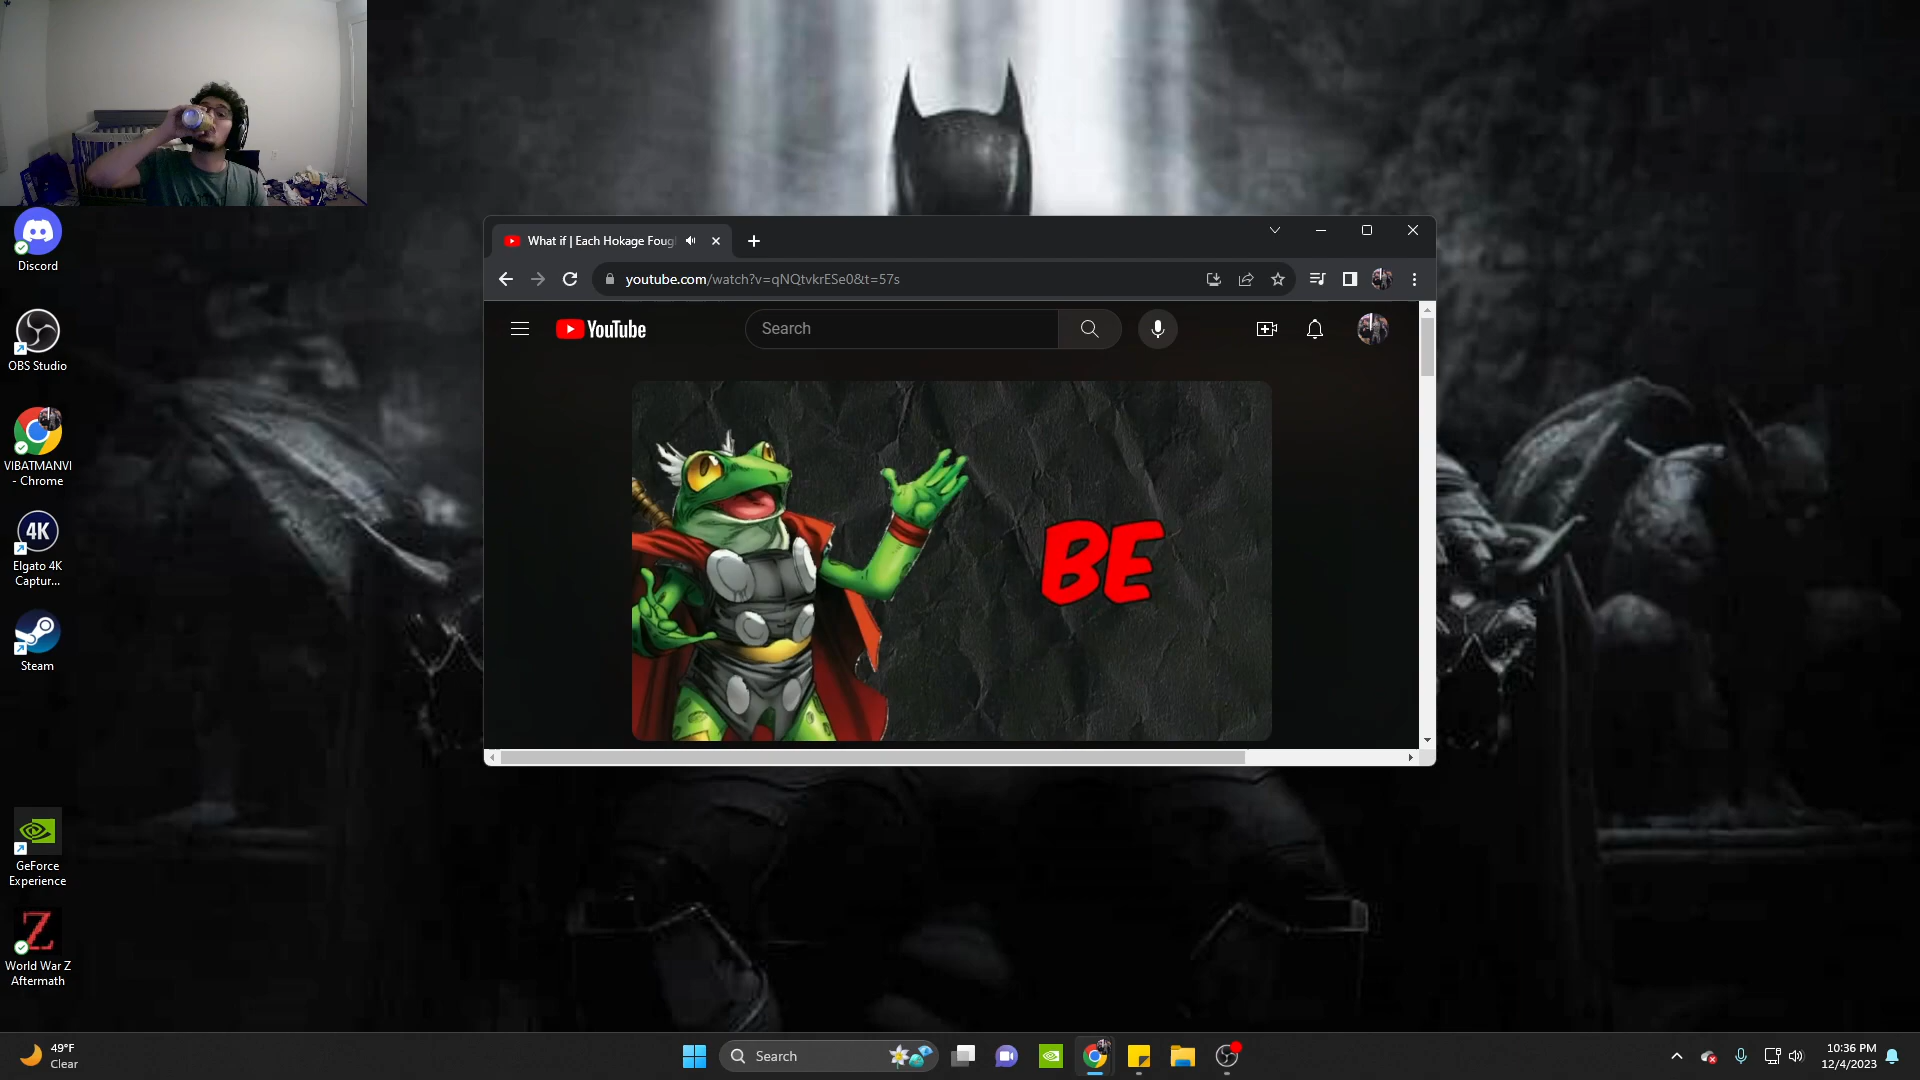 Discord
OBS Studio
VIBATMANVI
- Chrome
4K
Elgato 4K
Captur...
Steam
GeForce
Experience
Z
World War Z
Aftermath
What if | Each Hokage Foug
youtube.com/watch?v=qNQtvkrESe0&t=57s
YouTube
Search
BE
49°F
Clear
Search
10:36 PM
12/4/2023